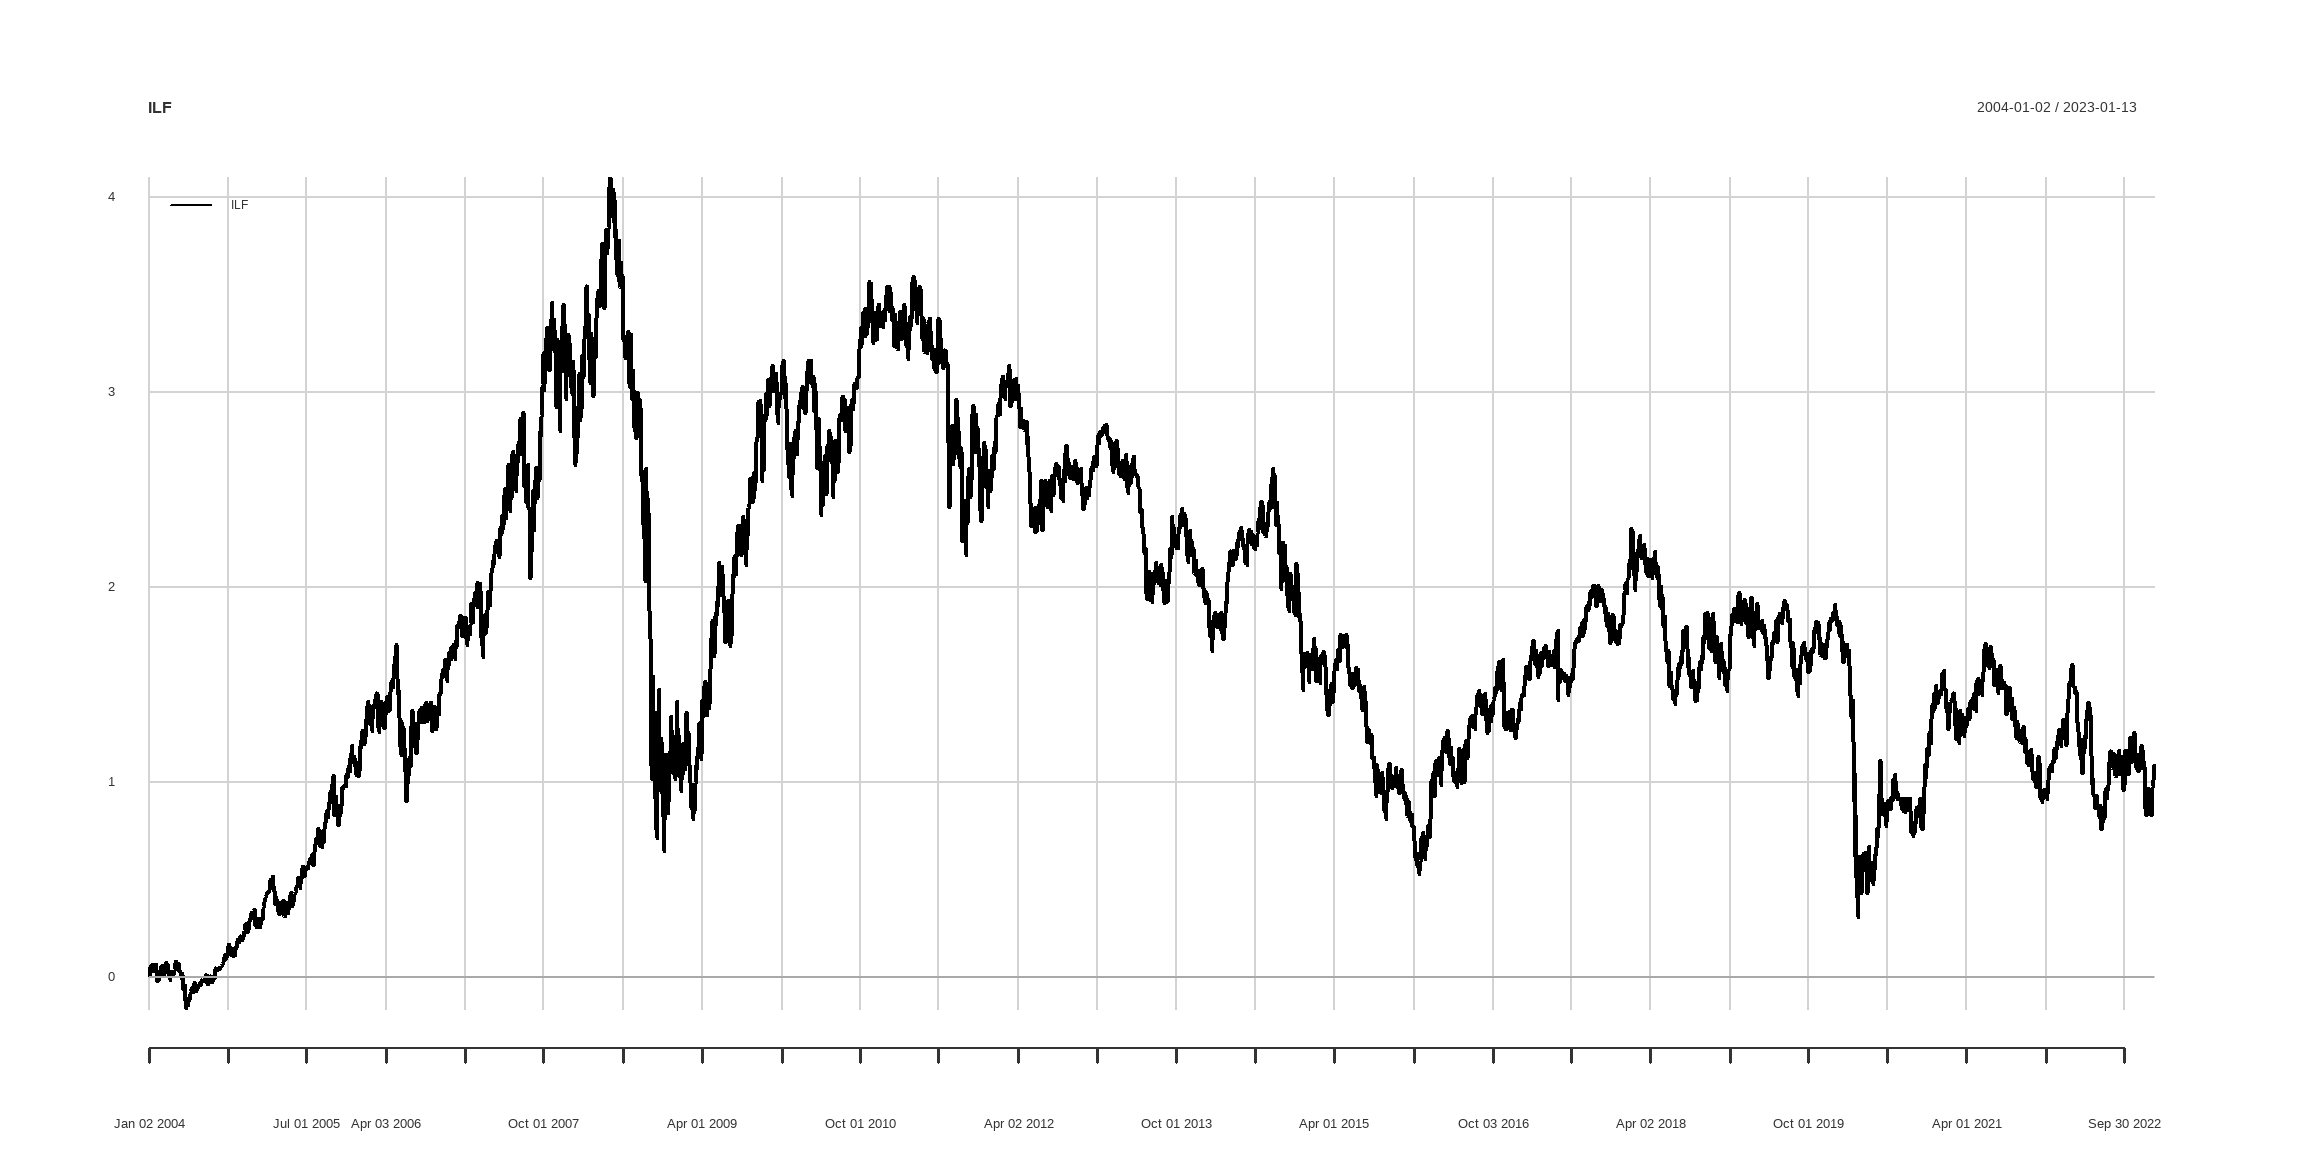 ILF
2004-01-02 / 2023-01-13
ILF
4
3
2
1
0
Jan 02 2004
Jul 01 2005
Apr 03 2006
Oct 01 2007
Apr 01 2009
Oct 01 2010
Apr 02 2012
Oct 01 2013
Apr 01 2015
Oct 03 2016
Apr 02 2018
Oct 01 2019
Apr 01 2021
Sep 30 2022